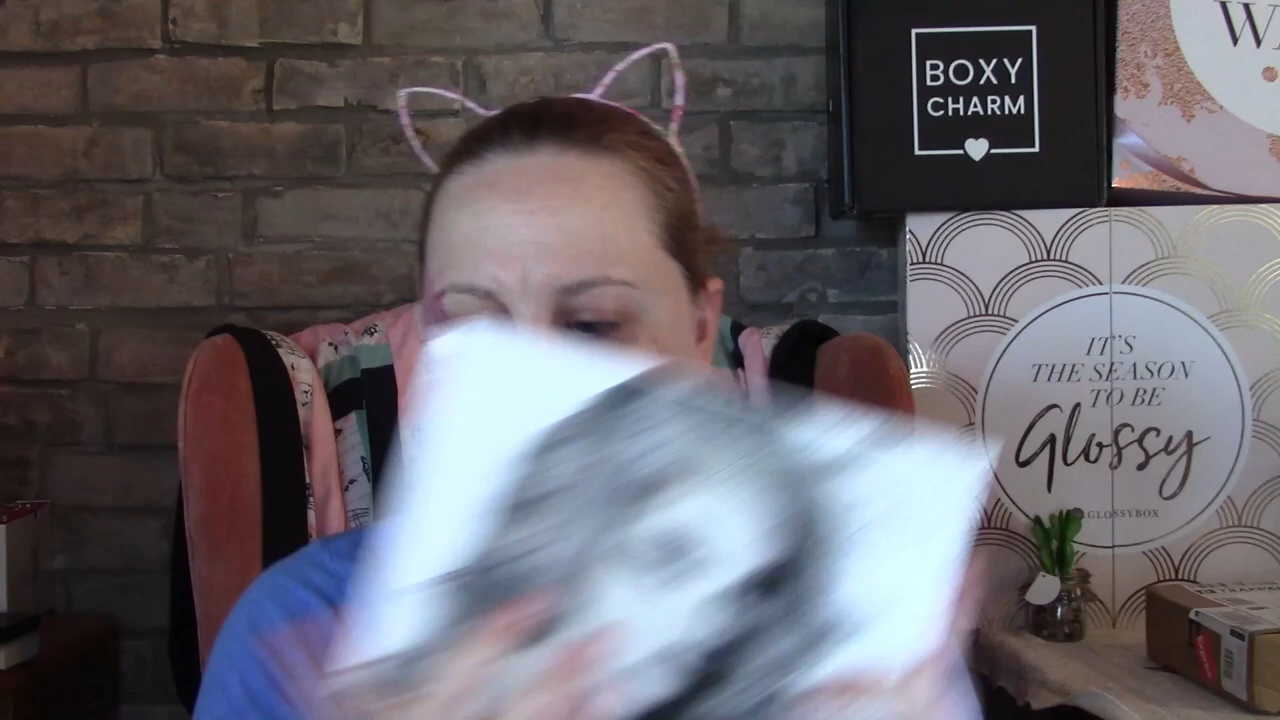 BOXY
CHARM
IT'S
THE SEASON
TO BE
Glossy
GLOSSYBOX